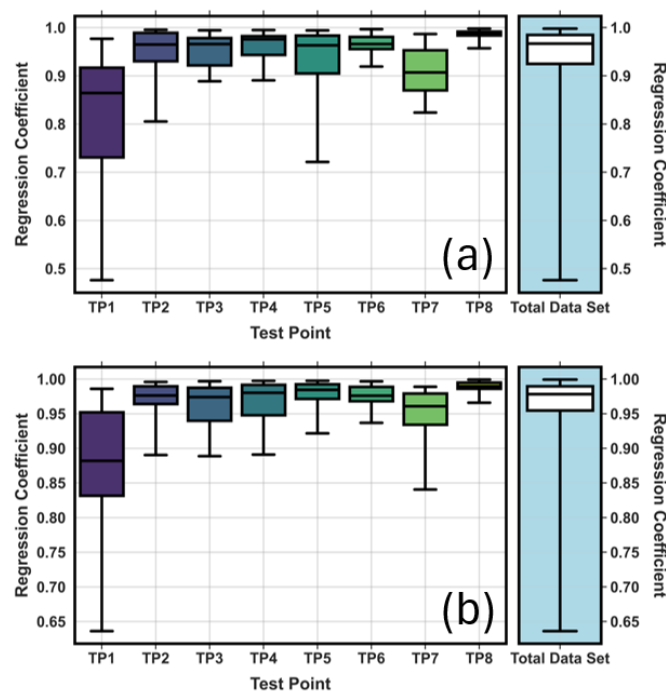 1.0
0.9
0.8
0.7
0.6
0.5
Regression Coefficient
(a)
TP1 TP2 TP3 TP4 TP5 TP6 TP7 TP8
Test Point
1.0
0.9
0.8
0.7
0.6
0.5
Regression Coefficient
Total Data Set
1.00
0.95
0.90
0.85
0.80
0.75
0.70
0.65
Regression Coefficient
(b)
TP1 TP2 TP3 TP4 TP5 TP6 TP7 TP8
Test Point
1.00
0.95
0.90
0.85
0.80
0.75
0.70
0.65
Regression Coefficient
Total Data Set